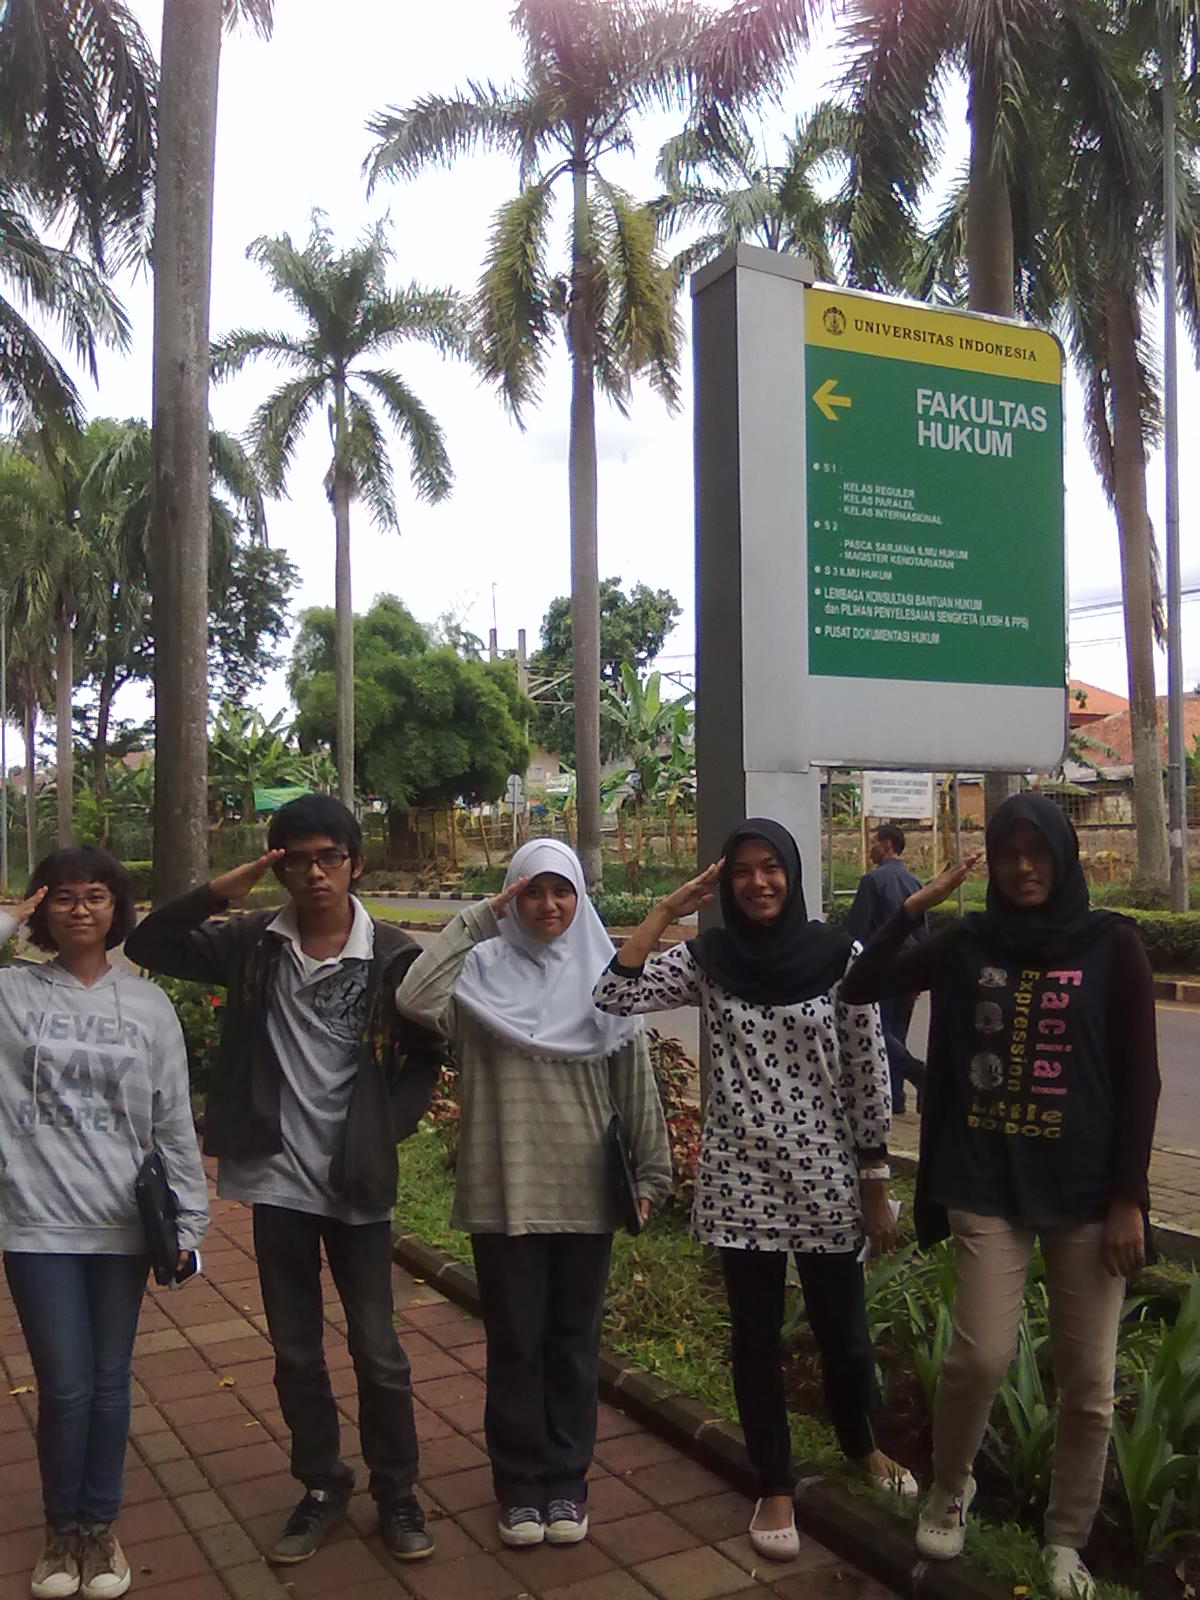 UNIVERSITAS INDONESIA
FAKULTAS
HUKUM
S 1 :
- KELAS REGULER
- KELAS PARALEL
- KELAS INTERNASIONAL
S 2 :
- PASCA SARJANA ILMU HUKUM
- MAGISTER KENOTARIATAN
S 3 ILMU HUKUM
LEMBAGA KONSULTASI BANTUAN HUKUM
dan PILIHAN PENYELESAIAN SENGKETA (LKBH & PPS)
PUSAT DOKUMENTASI HUKUM
NEVER
SAY
REGRET
Facial
Expression
Little